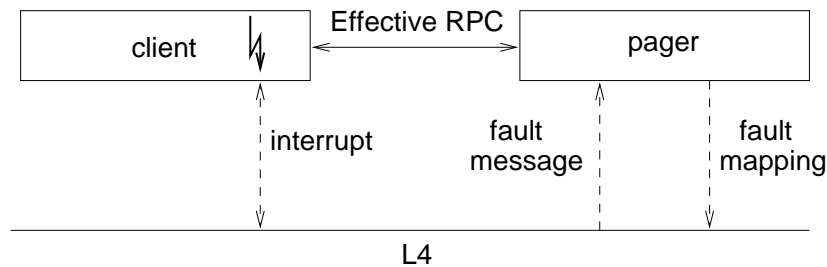 Effective RPC
client
pager
interrupt
fault
message
fault
mapping
L4